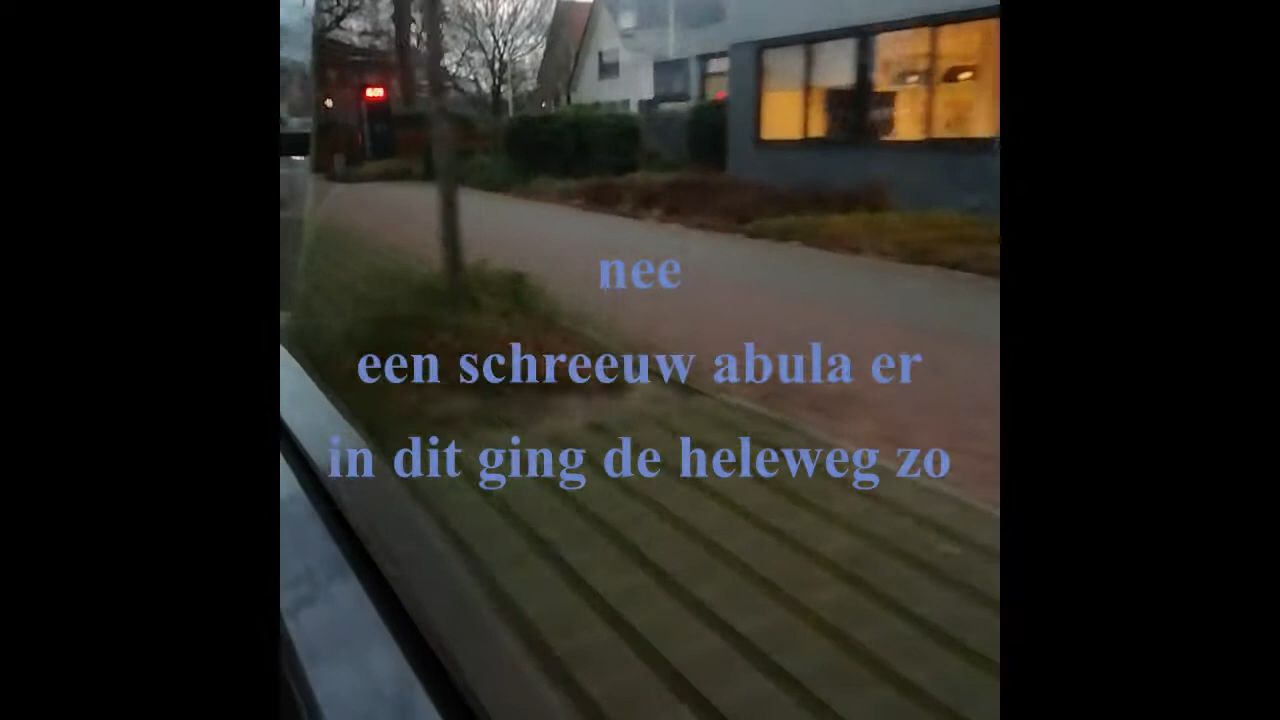 nee
een schreeuw abula er
in dit ging de heleweg zo